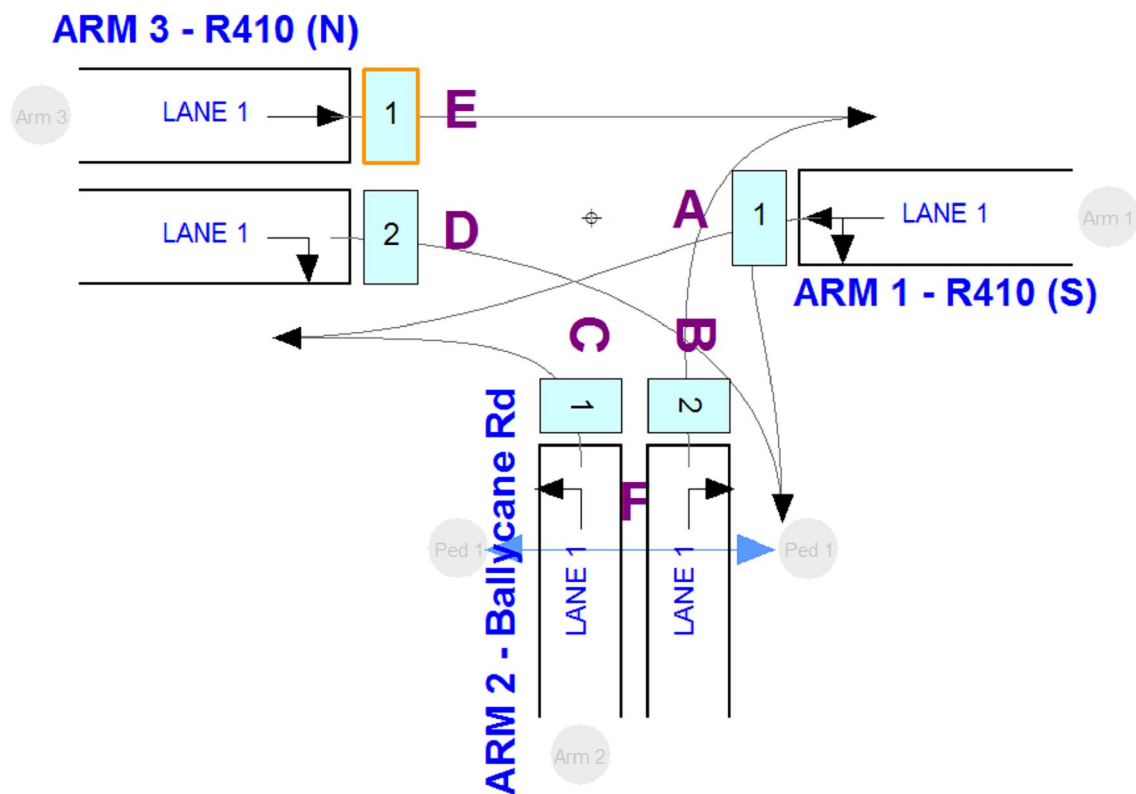 ARM 3 - R410 (N)
Arm 3
LANE 1
1
E
LANE 1
2
D
A
1
LANE 1
Arm 1
ARM 1 - R410 (S)
C
B
1
2
ARM 2 - Ballycane Rd
F
Ped 1
Ped 1
LANE 1
LANE 1
Arm 2